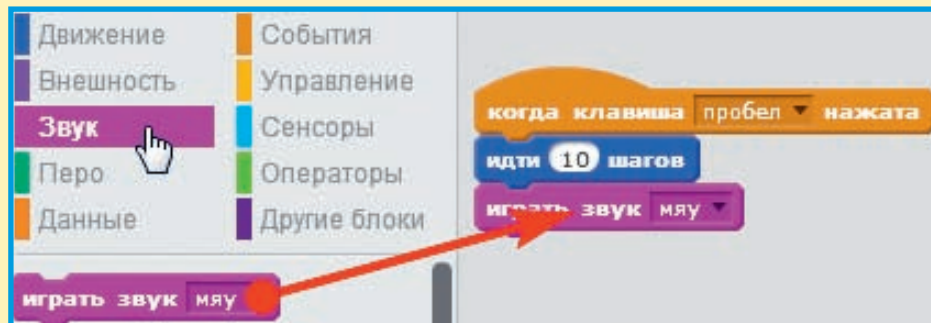 Движение
Внешность
Звук
Перо
Данные
События
Управление
Сенсоры
Операторы
Другие блоки
играть звук мяу
когда клавиша пробел нажата
идти 10 шагов
играть звук мяу